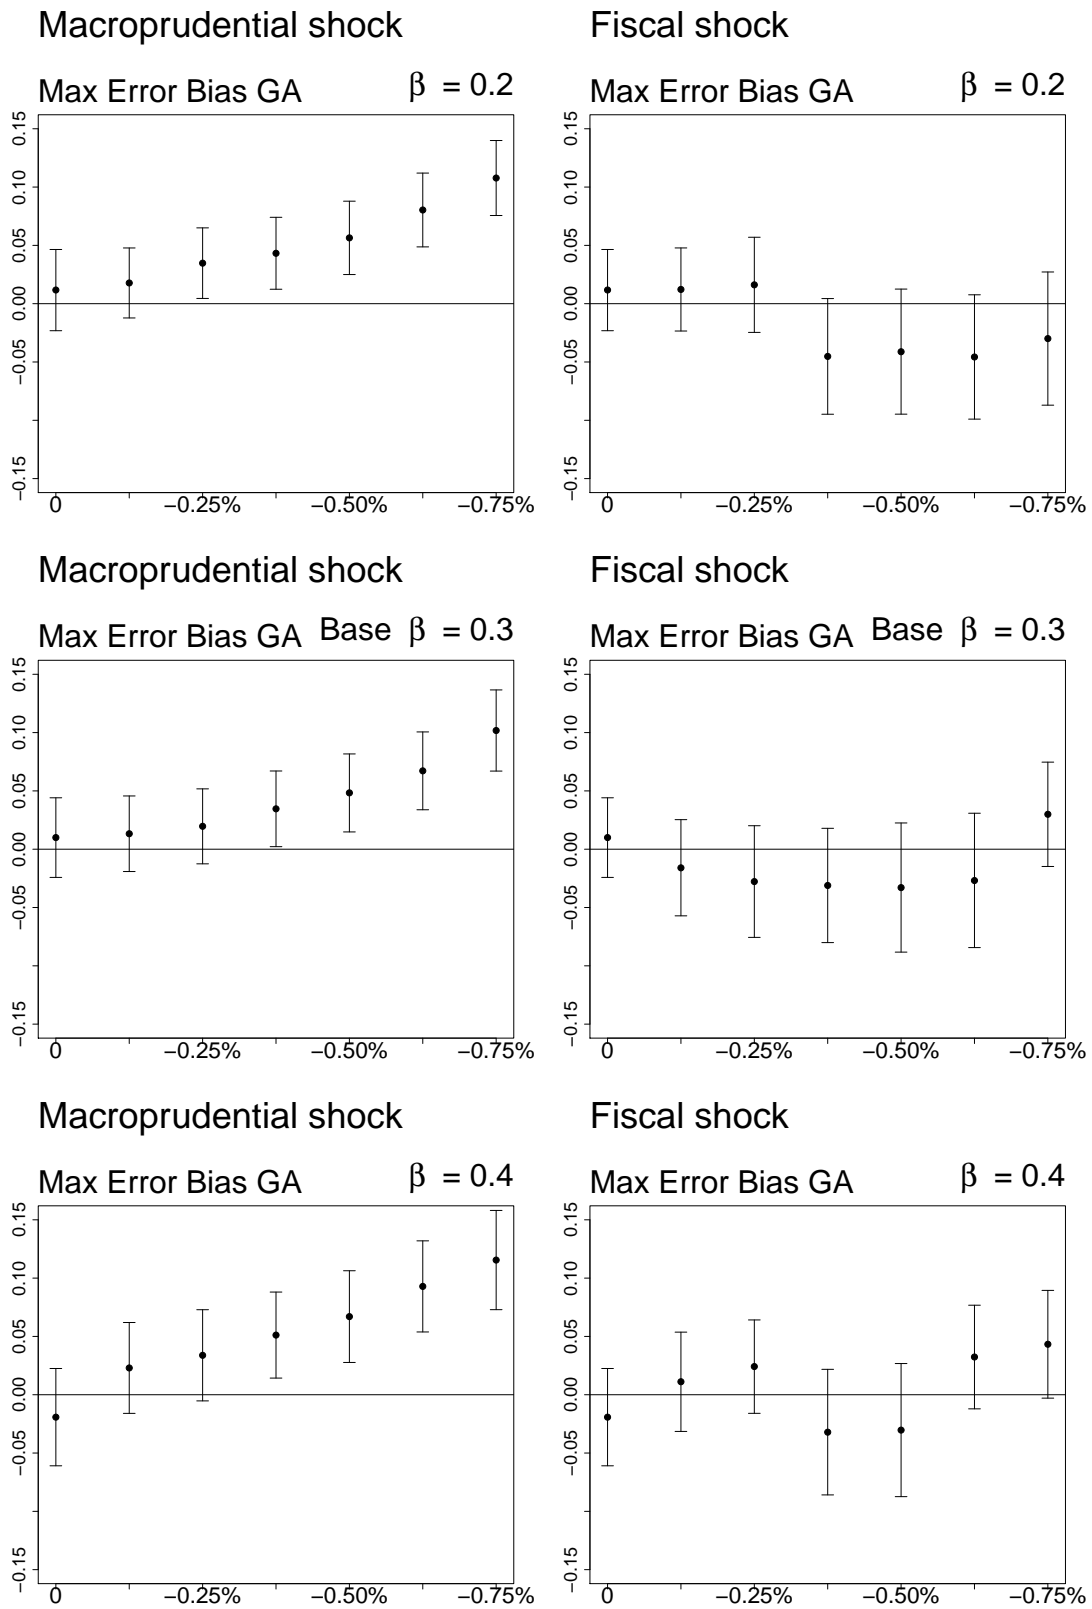 Macroprudential shock
Max Error Bias GA β = 0.2
0.15
0.10
0.05
0.00
−0.05
−0.15
0 −0.25% −0.50% −0.75%
Fiscal shock
Max Error Bias GA β = 0.2
0.15
0.10
0.05
0.00
−0.05
−0.15
0 −0.25% −0.50% −0.75%
Macroprudential shock
Max Error Bias GA Base β = 0.3
0.15
0.10
0.05
0.00
−0.05
−0.15
0 −0.25% −0.50% −0.75%
Fiscal shock
Max Error Bias GA Base β = 0.3
0.15
0.10
0.05
0.00
−0.05
−0.15
0 −0.25% −0.50% −0.75%
Macroprudential shock
Max Error Bias GA β = 0.4
0.15
0.10
0.05
0.00
−0.05
−0.15
0 −0.25% −0.50% −0.75%
Fiscal shock
Max Error Bias GA β = 0.4
0.15
0.10
0.05
0.00
−0.05
−0.15
0 −0.25% −0.50% −0.75%